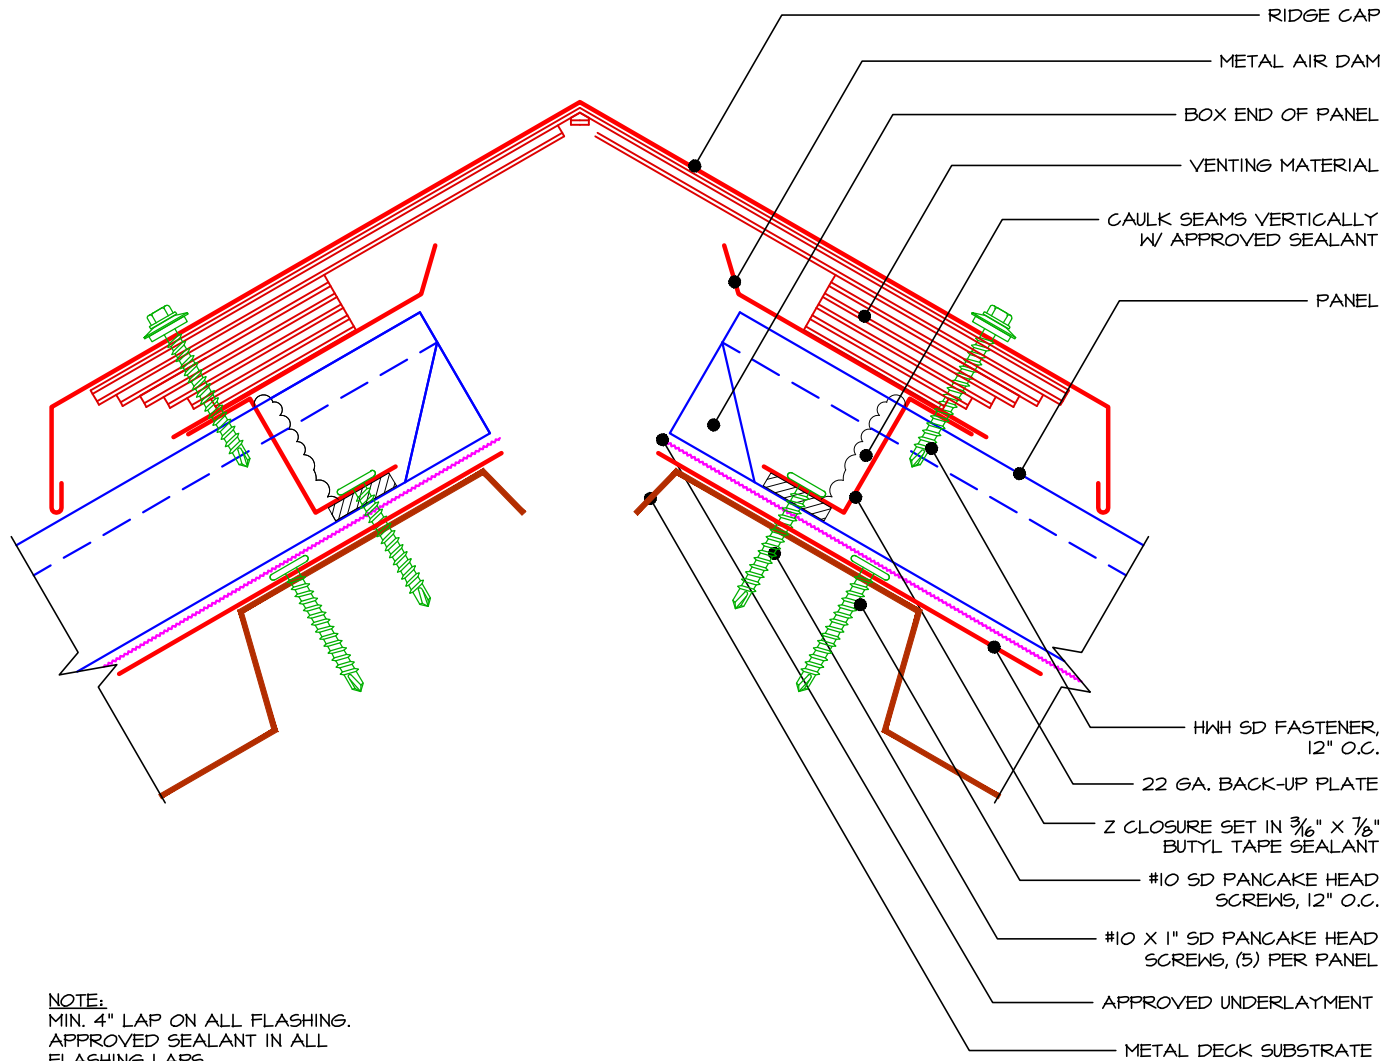 RIDGE CAP
METAL AIR DAM
BOX END OF PANEL
VENTING MATERIAL
CAULK SEAMS VERTICALLY
W/ APPROVED SEALANT
PANEL
HWH SD FASTENER,
12" O.C.
22 GA. BACK-UP PLATE
Z CLOSURE SET IN 3/16" X 7/8"
BUTYL TAPE SEALANT
#10 SD PANCAKE HEAD
SCREWS, 12" O.C.
#10 X 1" SD PANCAKE HEAD
SCREWS, (5) PER PANEL
APPROVED UNDERLAYMENT
METAL DECK SUBSTRATE
NOTE:
MIN. 4" LAP ON ALL FLASHING.
APPROVED SEALANT IN ALL
FLASHING LAPS